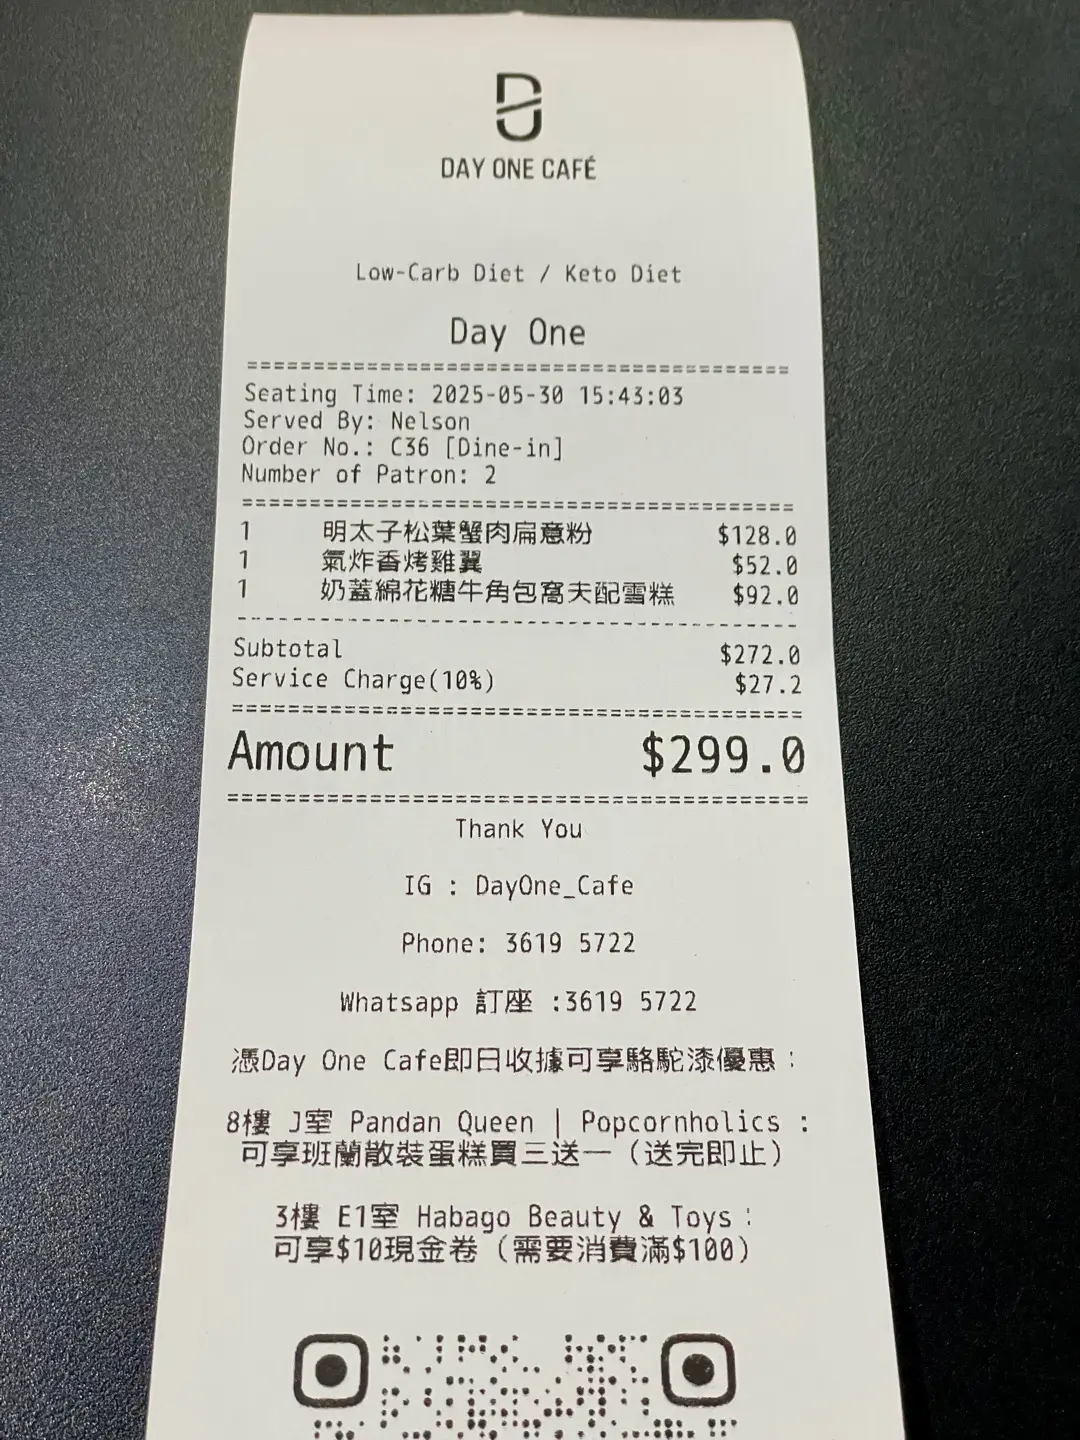 DAY ONE CAFÉ
Low-Carb Diet / Keto Diet
Day One
==========================================
Seating Time: 2025-05-30 15:43:03
Served By: Nelson
Order No.: C36 [Dine-in]
Number of Patron: 2
==========================================
1 明太子松葉蟹肉扁意粉 $128.0
1 氣炸香烤雞翼 $52.0
1 奶蓋綿花糖牛角包窩夫配雪糕 $92.0
------------------------------------------
Subtotal $272.0
Service Charge(10%) $27.2
==========================================
Amount $299.0
==========================================
Thank You
IG : DayOne_Cafe
Phone: 3619 5722
Whatsapp 訂座 :3619 5722
憑Day One Cafe即日收據可享駱駝漆優惠：
8樓 J室 Pandan Queen | Popcornholics :
可享班蘭散裝蛋糕買三送一（送完即止）
3樓 E1室 Habago Beauty & Toys：
可享$10現金卷（需要消費滿$100）